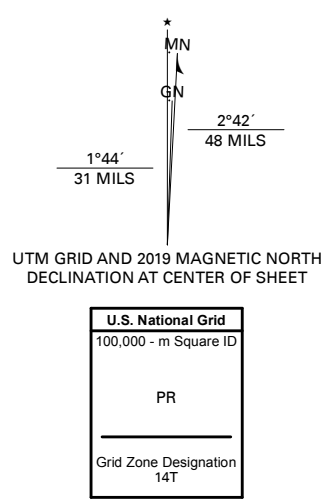 MN
GN
2°42´
48 MILS
1°44´
31 MILS
UTM GRID AND 2019 MAGNETIC NORTH
DECLINATION AT CENTER OF SHEET
U.S. National Grid
100,000 - m Square ID
PR
Grid Zone Designation
14T